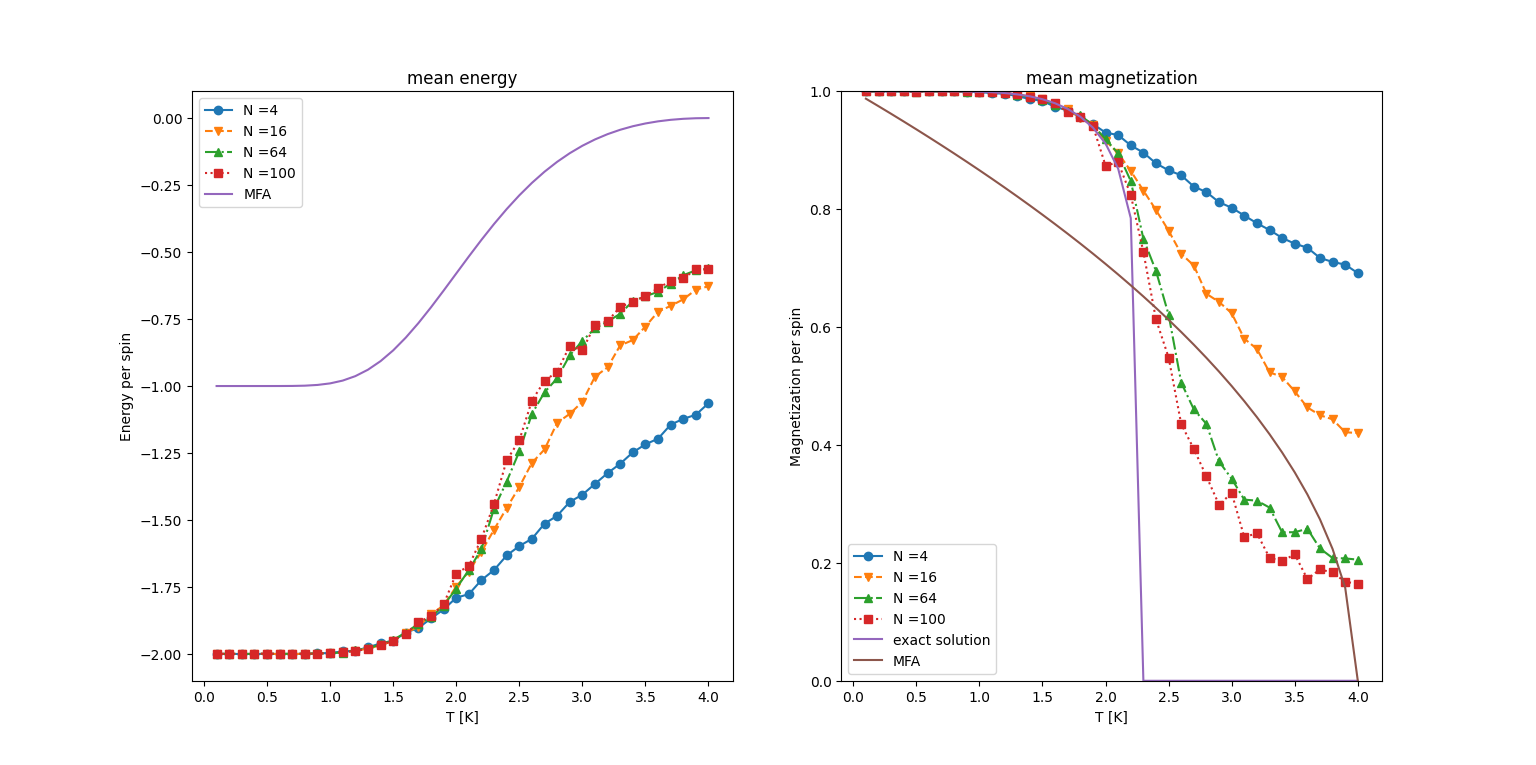 mean energy
Energy per spin
0.00
−0.25
−0.50
−0.75
−1.00
−1.25
−1.50
−1.75
−2.00
N =4
N =16
N =64
N =100
MFA
0.0 0.5 1.0 1.5 2.0 2.5 3.0 3.5 4.0
T [K]
mean magnetization
Magnetization per spin
1.0
0.8
0.6
0.4
0.2
0.0
N =4
N =16
N =64
N =100
exact solution
MFA
0.0 0.5 1.0 1.5 2.0 2.5 3.0 3.5 4.0
T [K]